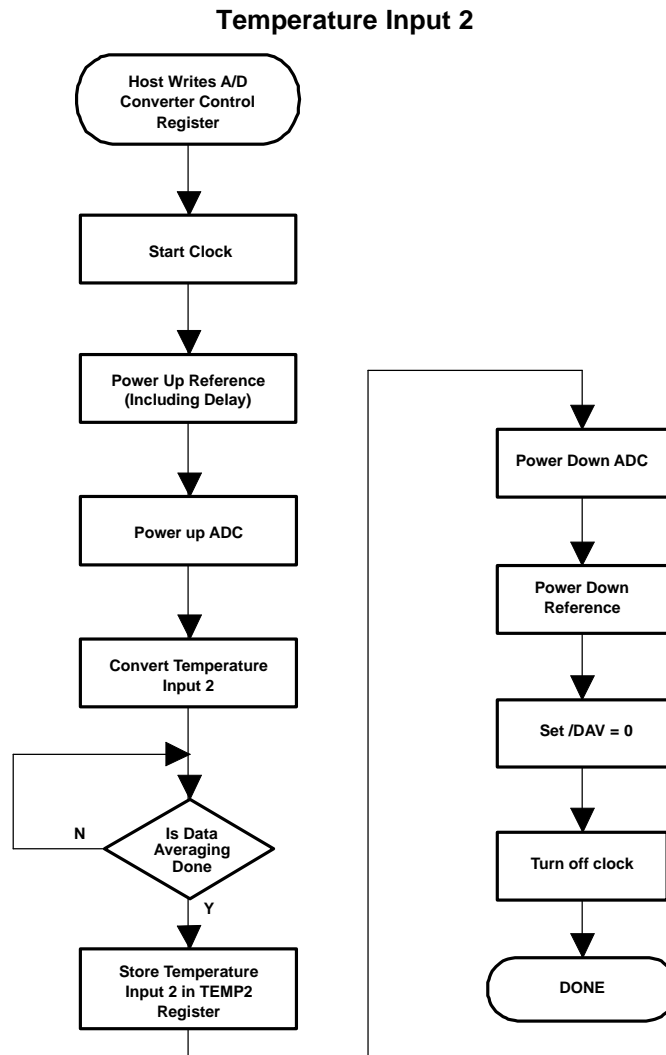 Temperature Input 2
Host Writes A/D
Converter Control
Register
Start Clock
Power Up Reference
(Including Delay)
Power up ADC
Convert Temperature
Input 2
N
Is Data
Averaging
Done
Y
Store Temperature
Input 2 in TEMP2
Register
Power Down ADC
Power Down
Reference
Set /DAV = 0
Turn off clock
DONE